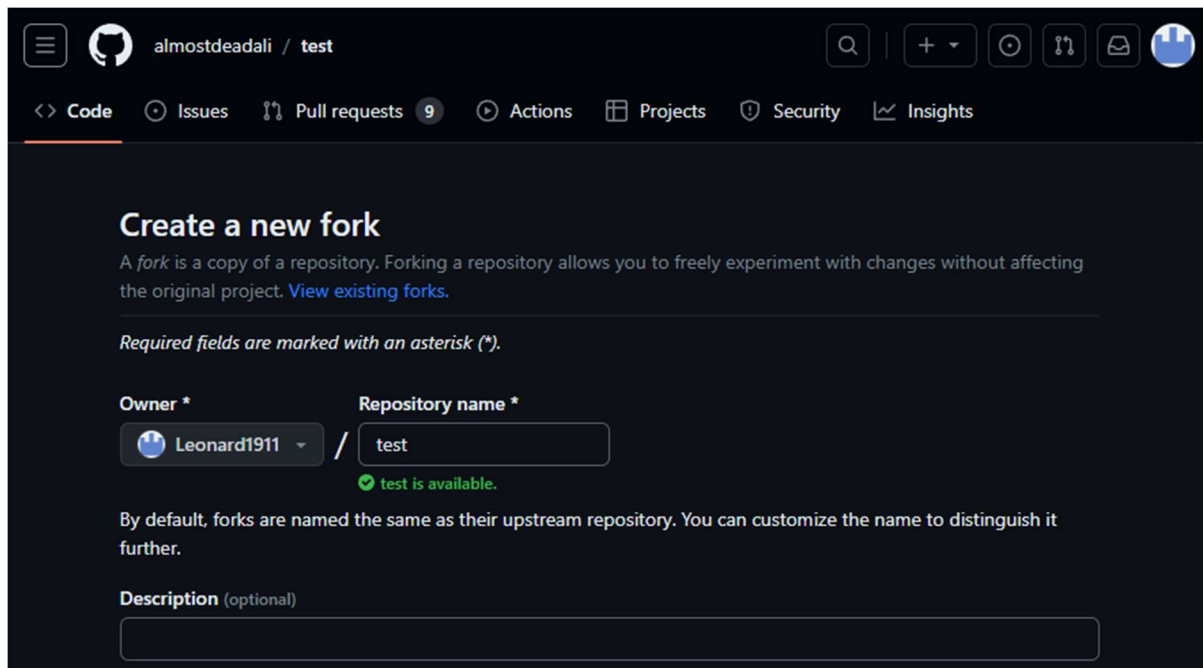 almostdeadali / test
Code Issues Pull requests 9 Actions Projects Security Insights
Create a new fork
A fork is a copy of a repository. Forking a repository allows you to freely experiment with changes without affecting
the original project. View existing forks.
Required fields are marked with an asterisk (*).
Owner * Repository name *
Leonard1911 / test
test is available.
By default, forks are named the same as their upstream repository. You can customize the name to distinguish it
further.
Description (optional)